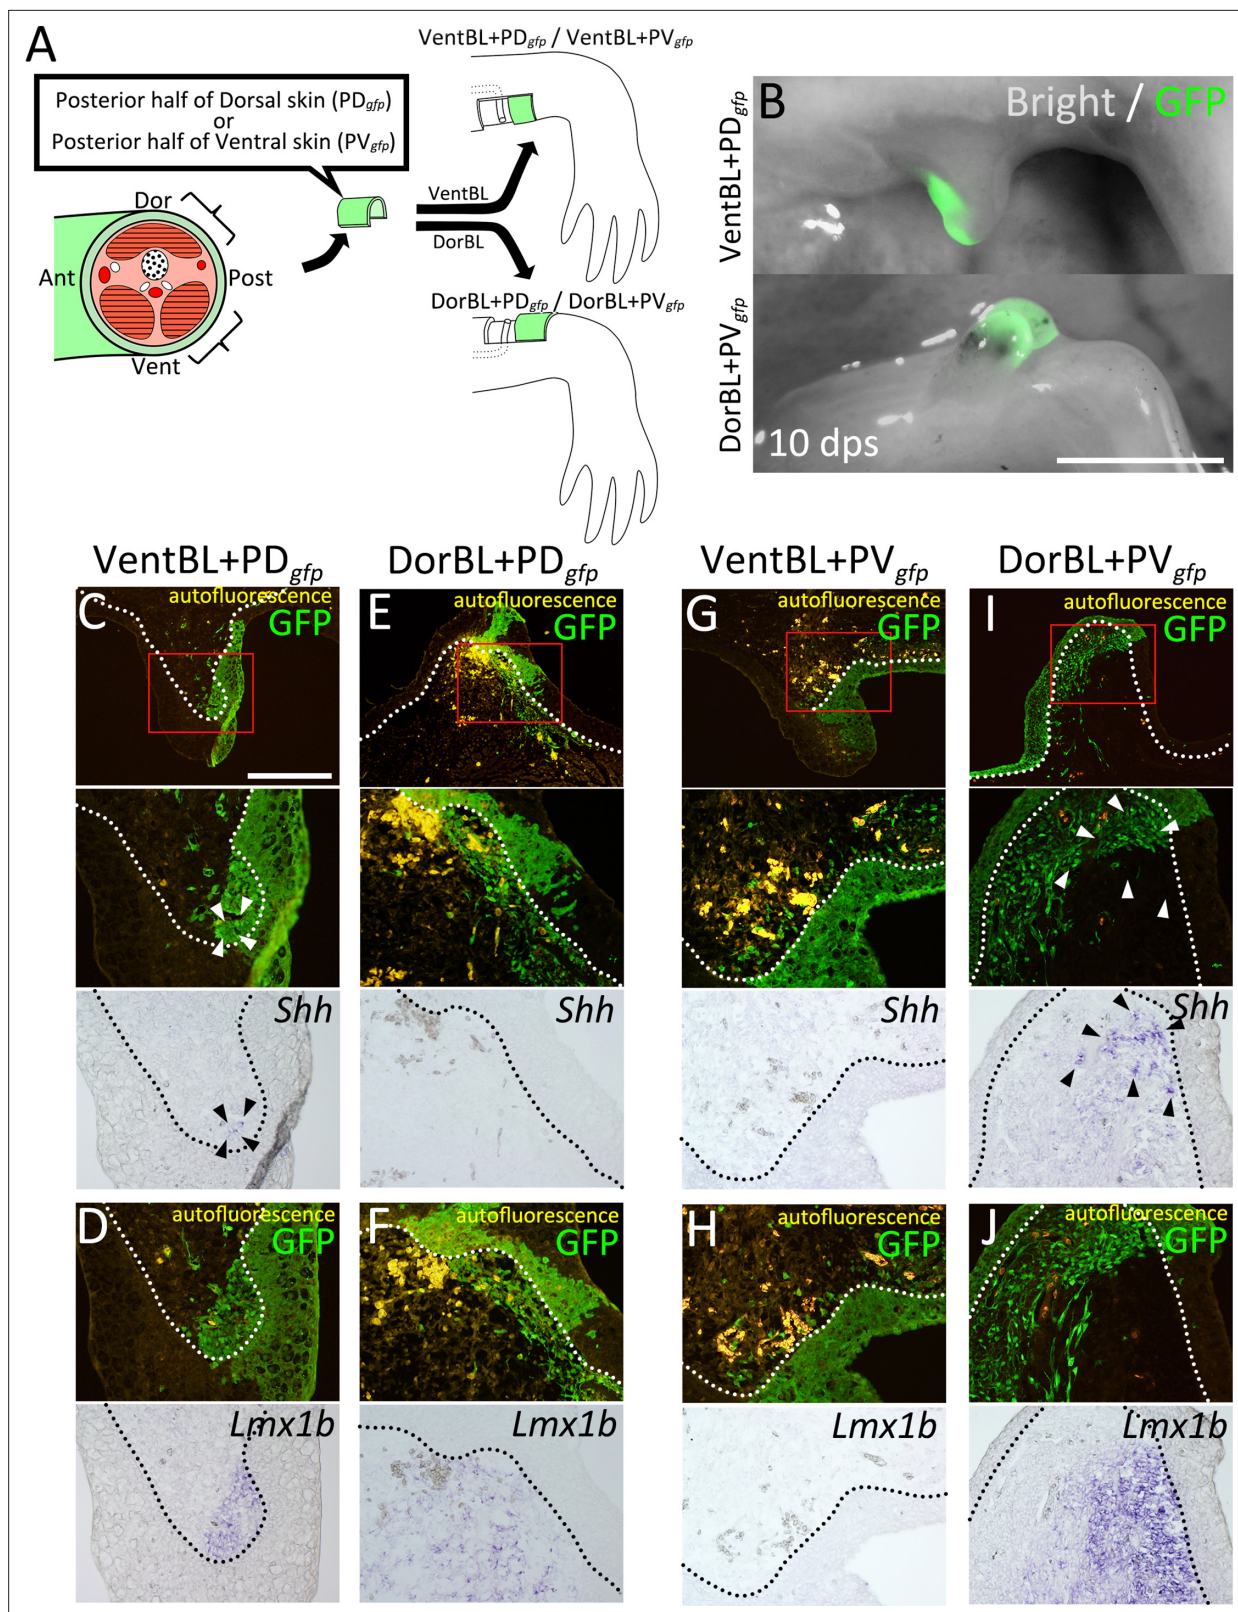 A
Posterior half of Dorsal skin (PDgfp)
or
Posterior half of Ventral skin (PVgfp)
Dor
Ant
Post
Vent
VentBL+PDgfp / VentBL+PVgfp
VentBL
DorBL
DorBL+PDgfp / DorBL+PVgfp
B
Bright / GFP
VentBL+PDgfp
DorBL+PVgfp
10 dps
VentBL+PDgfp
DorBL+PDgfp
VentBL+PVgfp
DorBL+PVgfp
C
autofluorescence
GFP
E
autofluorescence
GFP
G
autofluorescence
GFP
I
autofluorescence
GFP
Shh
Shh
Shh
Shh
D
autofluorescence
GFP
F
autofluorescence
GFP
H
autofluorescence
GFP
J
autofluorescence
GFP
Lmx1b
Lmx1b
Lmx1b
Lmx1b